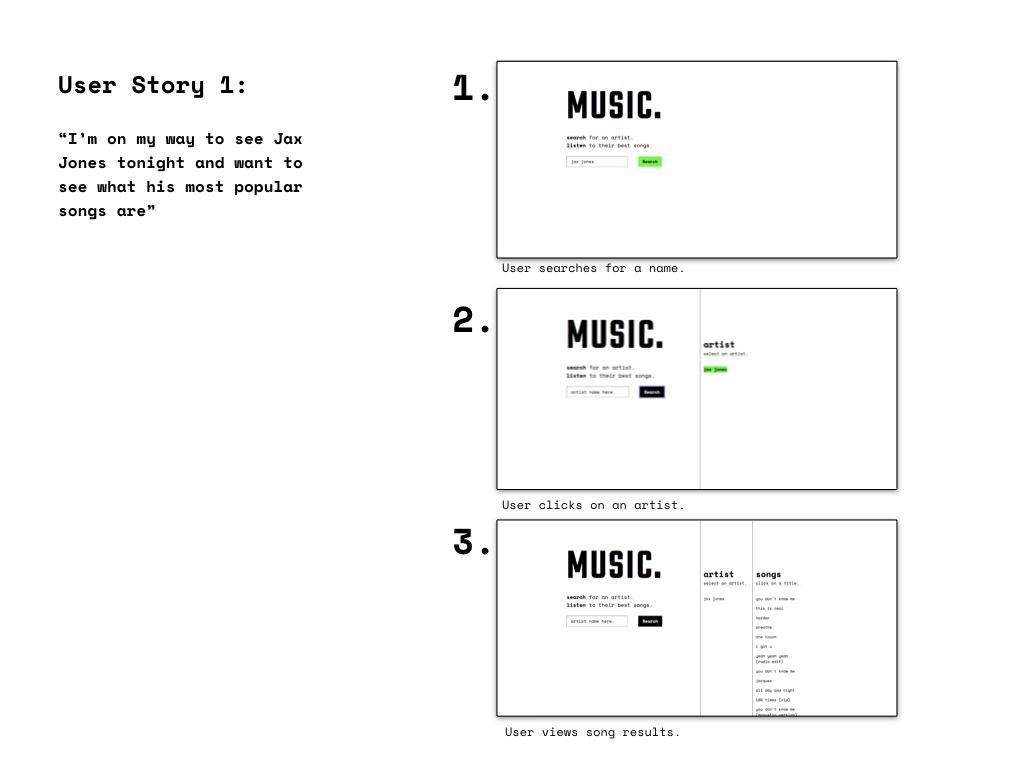 User Story 1:
“I’m on my way to see Jax
Jones tonight and want to
see what his most popular
songs are”
1.
MUSIC.
search for an artist.
listen to their best songs.
jax jones
Search
User searches for a name.
2.
MUSIC.
search for an artist.
listen to their best songs.
artist name here.
Search
artist
select an artist.
jax jones
User clicks on an artist.
3.
MUSIC.
search for an artist.
listen to their best songs.
artist name here.
Search
artist
select an artist.
jax jones
songs
click on a title.
you don't know me
this is real
harder
breathe
one touch
i got u
yeah yeah yeah
(radio edit)
you don't know me
jacques
all day and night
100 times (vip)
you don't know me
(acoustic version)
User views song results.